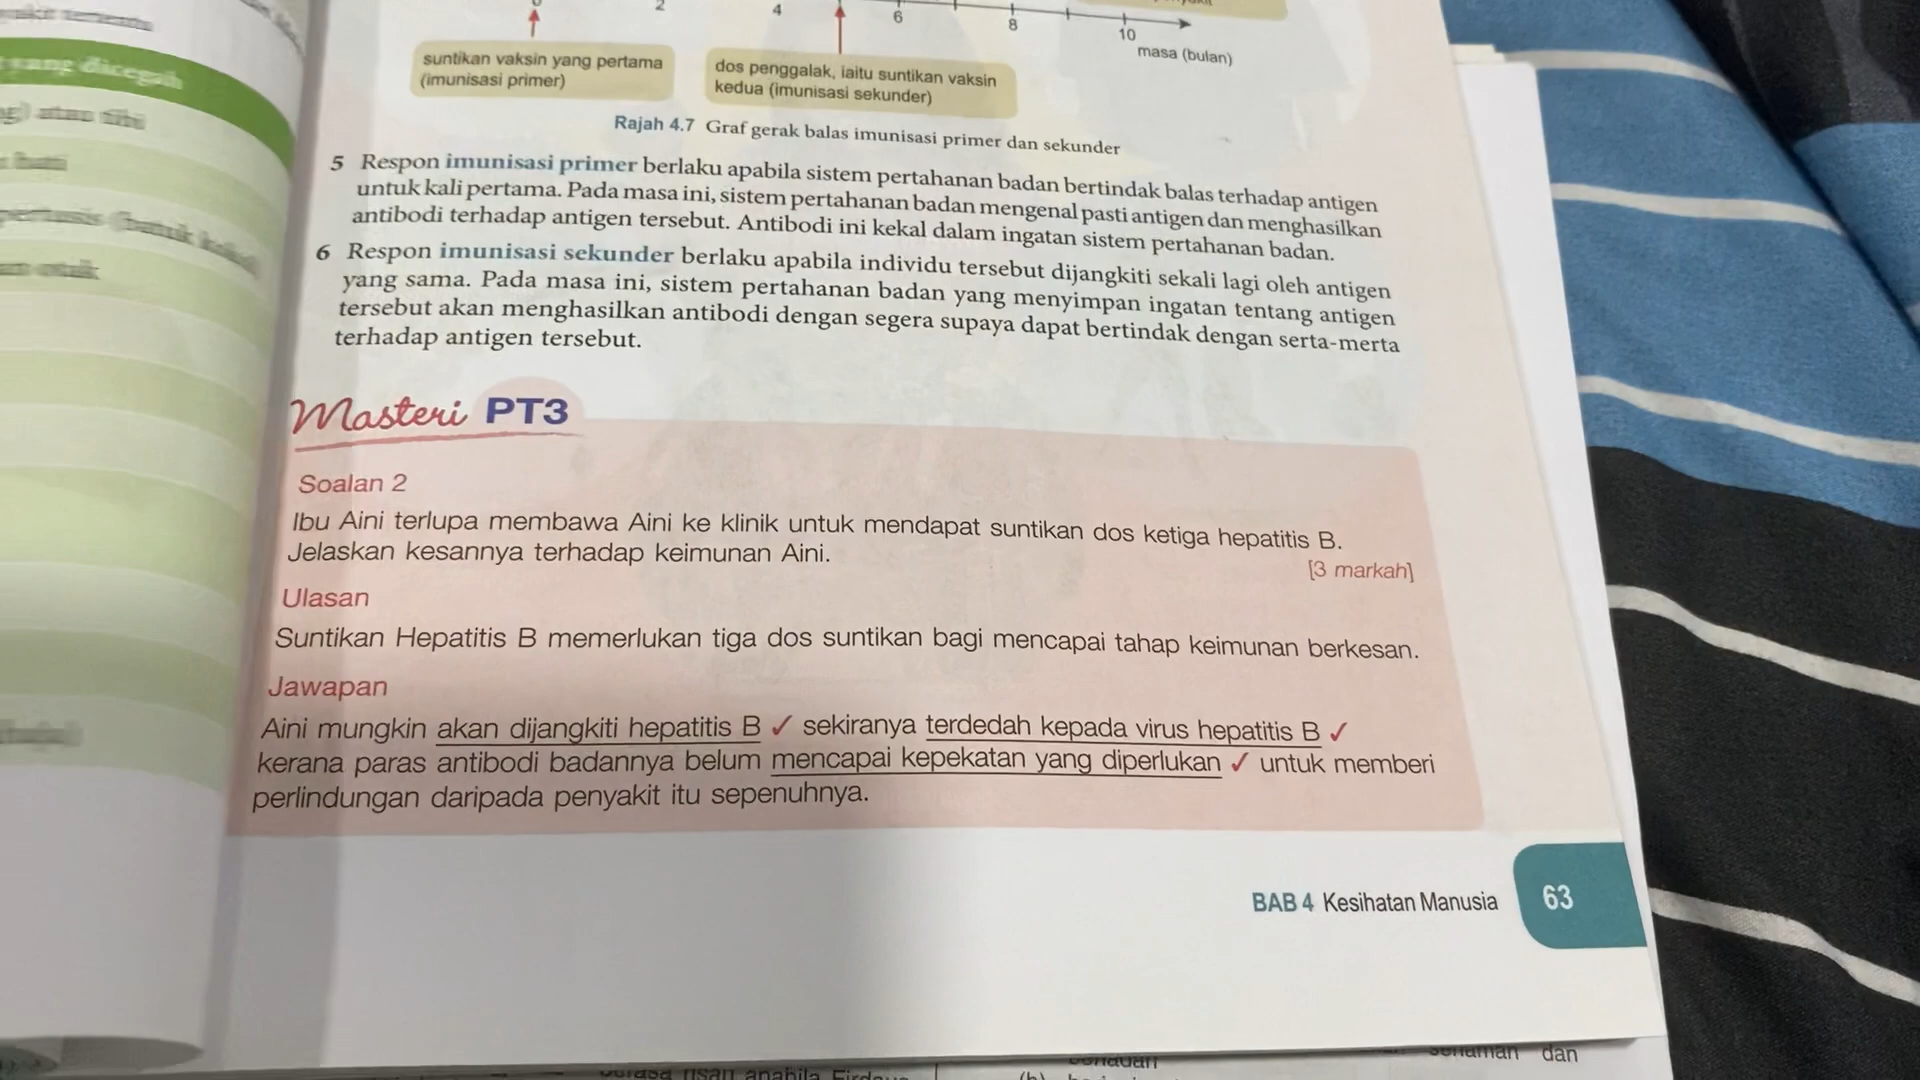 yang dicegah
2
4
6
8
10
masa (bulan)
suntikan vaksin yang pertama
(imunisasi primer)
dos penggalak, iaitu suntikan vaksin
kedua (imunisasi sekunder)
Rajah 4.7 Graf gerak balas imunisasi primer dan sekunder
5 Respon imunisasi primer berlaku apabila sistem pertahanan badan bertindak balas terhadap antigen
untuk kali pertama. Pada masa ini, sistem pertahanan badan mengenal pasti antigen dan menghasilkan
antibodi terhadap antigen tersebut. Antibodi ini kekal dalam ingatan sistem pertahanan badan.
6 Respon imunisasi sekunder berlaku apabila individu tersebut dijangkiti sekali lagi oleh antigen
yang sama. Pada masa ini, sistem pertahanan badan yang menyimpan ingatan tentang antigen
tersebut akan menghasilkan antibodi dengan segera supaya dapat bertindak dengan serta-merta
terhadap antigen tersebut.
Masteri PT3
Soalan 2
Ibu Aini terlupa membawa Aini ke klinik untuk mendapat suntikan dos ketiga hepatitis B.
Jelaskan kesannya terhadap keimunan Aini.
[3 markah]
Ulasan
Suntikan Hepatitis B memerlukan tiga dos suntikan bagi mencapai tahap keimunan berkesan.
Jawapan
Aini mungkin akan dijangkiti hepatitis B ✓ sekiranya terdedah kepada virus hepatitis B ✓
kerana paras antibodi badannya belum mencapai kepekatan yang diperlukan ✓ untuk memberi
perlindungan daripada penyakit itu sepenuhnya.
BAB 4 Kesihatan Manusia 63
dan